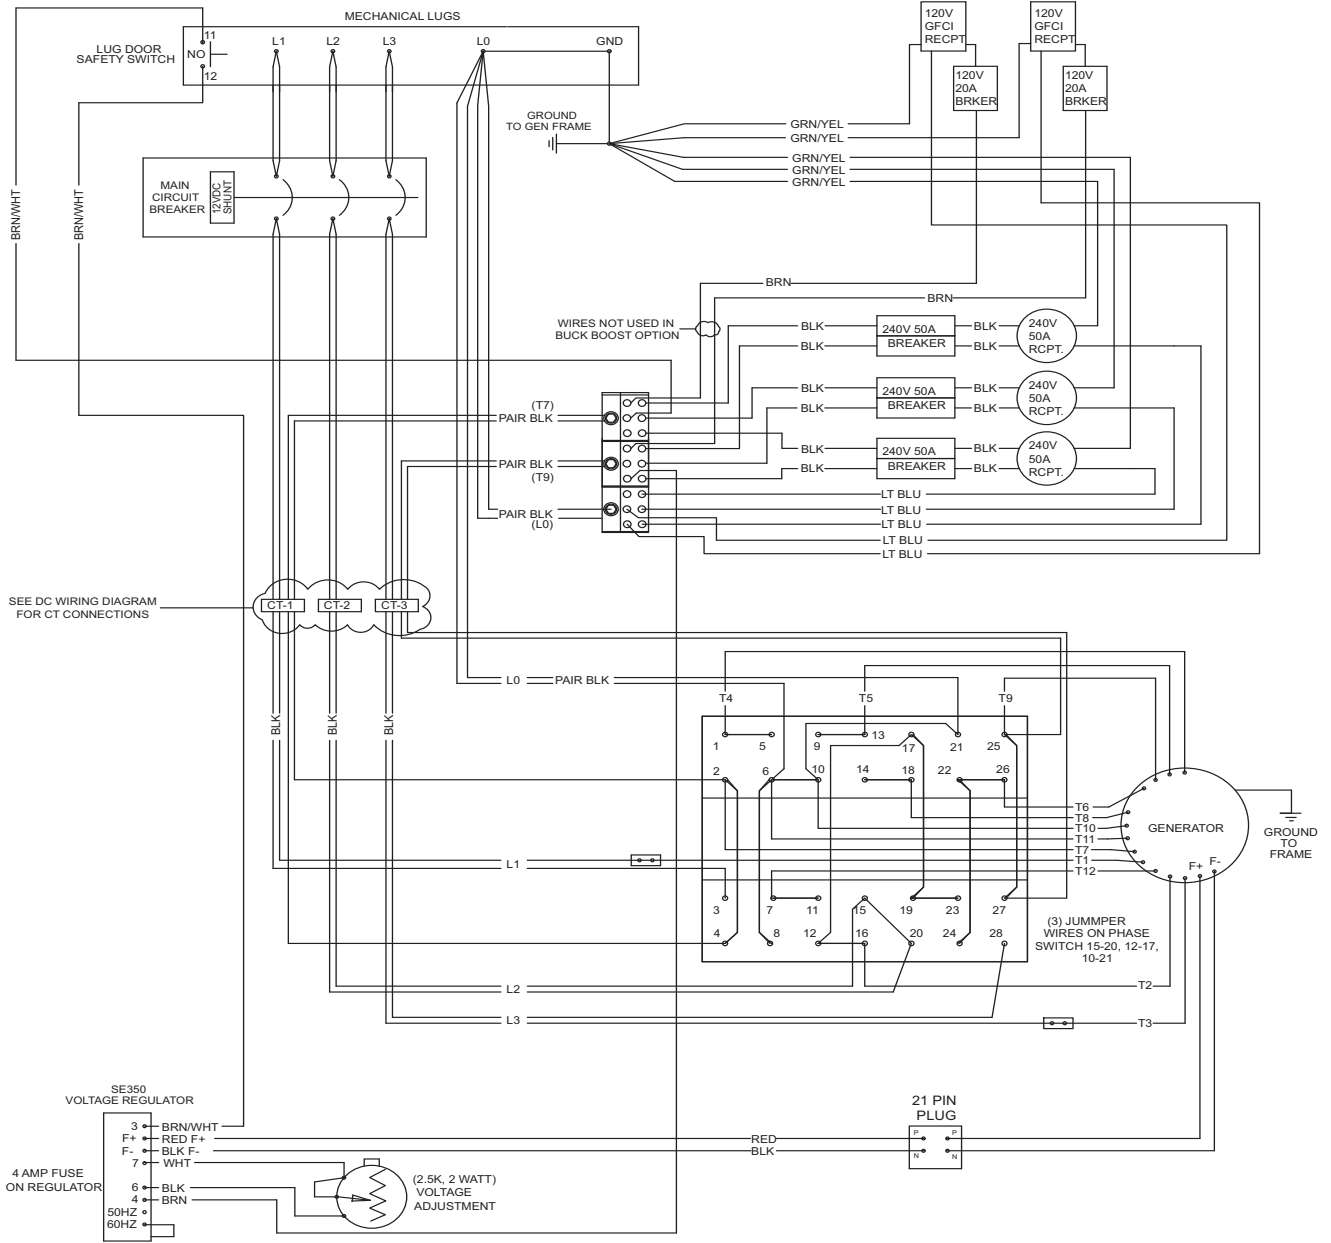 MECHANICAL LUGS
11
LUG DOOR
SAFETY SWITCH
NO
12
L1
L2
L3
L0
GND
120V
GFCI
RECPT
120V
GFCI
RECPT
120V
20A
BRKER
120V
20A
BRKER
GROUND
TO GEN FRAME
GRN/YEL
GRN/YEL
GRN/YEL
GRN/YEL
GRN/YEL
MAIN
CIRCUIT
BREAKER
12VDC
SHUNT
BRN/WHT
BRN/WHT
BRN
BRN
WIRES NOT USED IN
BUCK BOOST OPTION
BLK
240V 50A
BREAKER
BLK
BLK
BLK
240V
50A
RCPT.
BLK
240V 50A
BREAKER
BLK
BLK
BLK
240V
50A
RCPT.
BLK
240V 50A
BREAKER
BLK
BLK
BLK
240V
50A
RCPT.
(T7)
PAIR BLK
PAIR BLK
(T9)
PAIR BLK
(L0)
LT BLU
LT BLU
LT BLU
LT BLU
LT BLU
SEE DC WIRING DIAGRAM
FOR CT CONNECTIONS
CT-1
CT-2
CT-3
L0
PAIR BLK
BLK
BLK
BLK
T4
T5
T9
1
5
9
13
17
21
25
2
6
10
14
18
22
26
3
7
11
15
19
23
27
4
8
12
16
20
24
28
T6
T8
T10
T11
T7
T1
T12
GENERATOR
F+
F-
GROUND
TO
FRAME
L1
(3) JUMMPER
WIRES ON PHASE
SWITCH 15-20, 12-17,
10-21
L2
T2
L3
T3
SE350
VOLTAGE REGULATOR
3
BRN/WHT
F+
RED F+
F-
BLK F-
7
WHT
6
BLK
4
BRN
50HZ
60HZ
4 AMP FUSE
ON REGULATOR
(2.5K, 2 WATT)
VOLTAGE
ADJUSTMENT
RED
BLK
21 PIN
PLUG
P
P
N
N